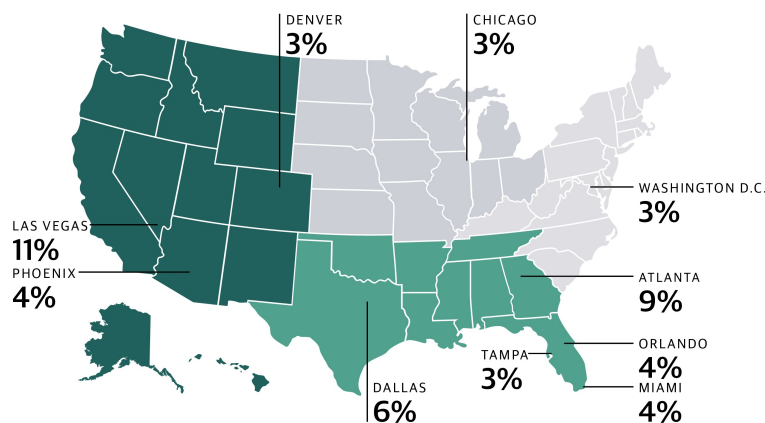 DENVER
3%
CHICAGO
3%
WASHINGTON D.C.
3%
LAS VEGAS
11%
PHOENIX
4%
ATLANTA
9%
ORLANDO
4%
TAMPA
3%
MIAMI
4%
DALLAS
6%